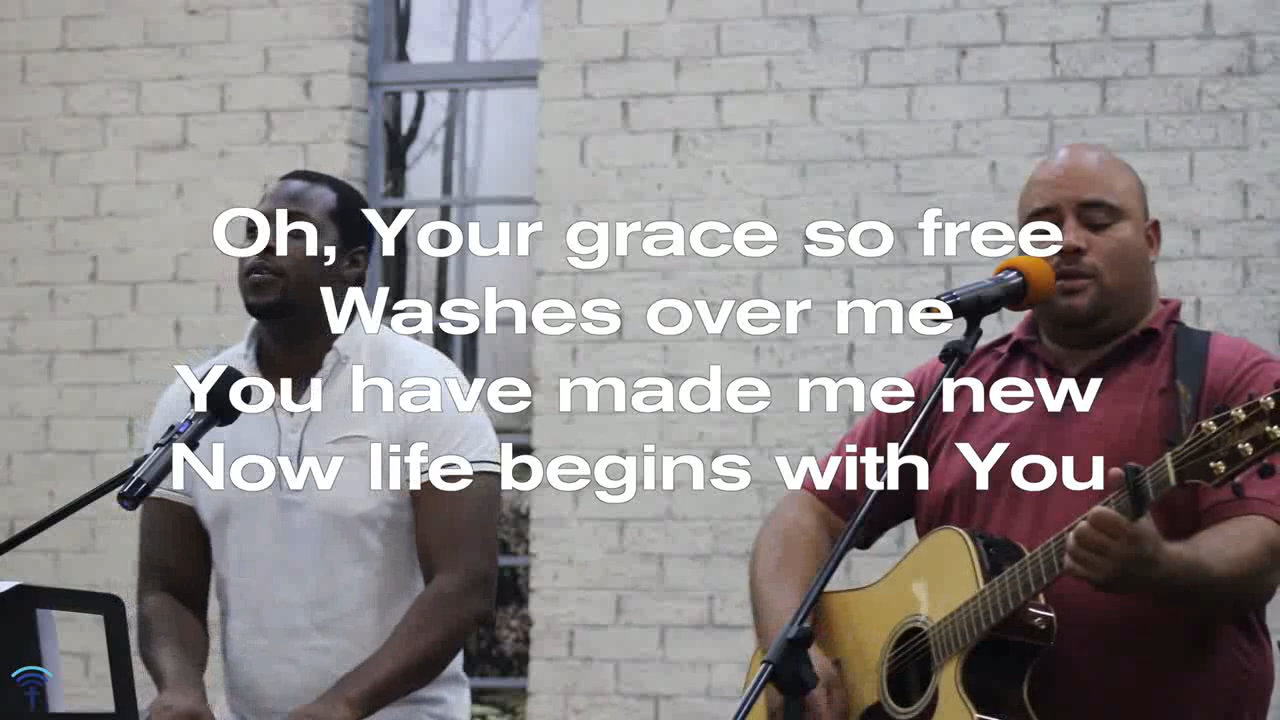 Oh, Your grace so free
Washes over me
You have made me new
Now life begins with You